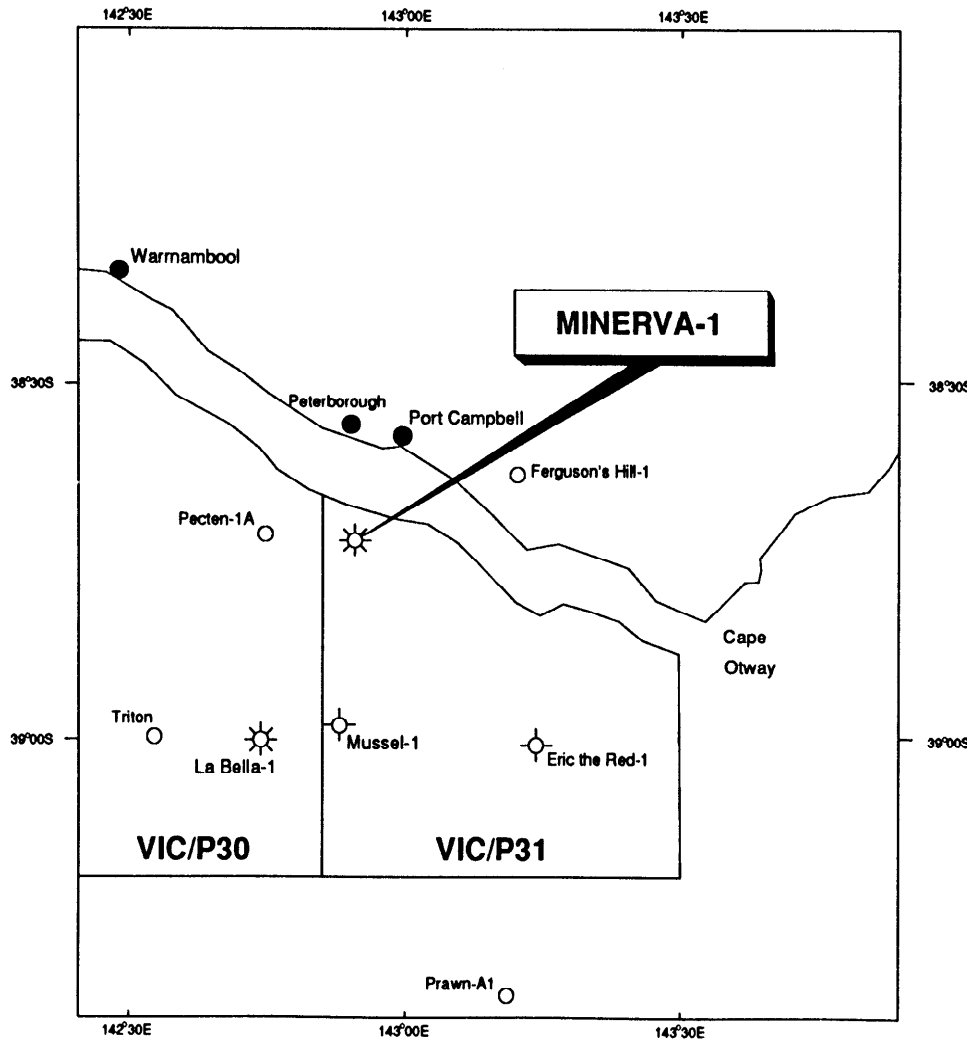 142°30E 143°00E 143°30E
Warrnambool
MINERVA-1
38°30S 38°30S
Peterborough
Port Campbell
Ferguson's Hill-1
Pecten-1A
Cape
Otway
Triton
39°00S 39°00S
Mussel-1
La Bella-1
Eric the Red-1
VIC/P30 VIC/P31
Prawn-A1
142°30E 143°00E 143°30E